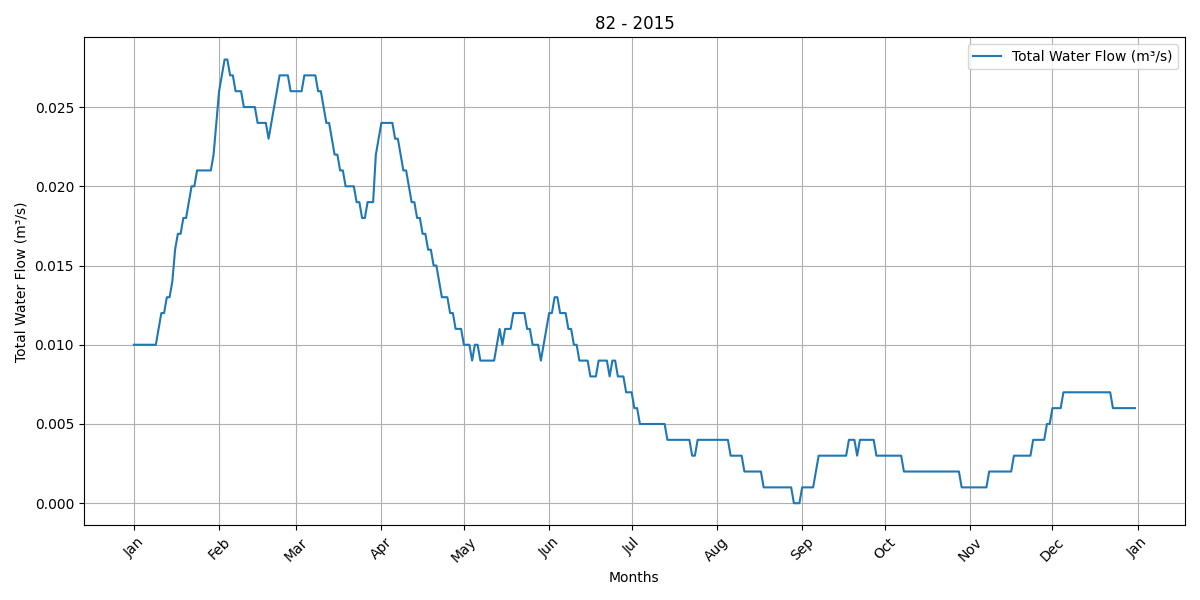 82 - 2015
Total Water Flow (m³/s)
Total Water Flow (m³/s)
0.025
0.020
0.015
0.010
0.005
0.000
Jan
Feb
Mar
Apr
May
Jun
Jul
Aug
Sep
Oct
Nov
Dec
Jan
Months